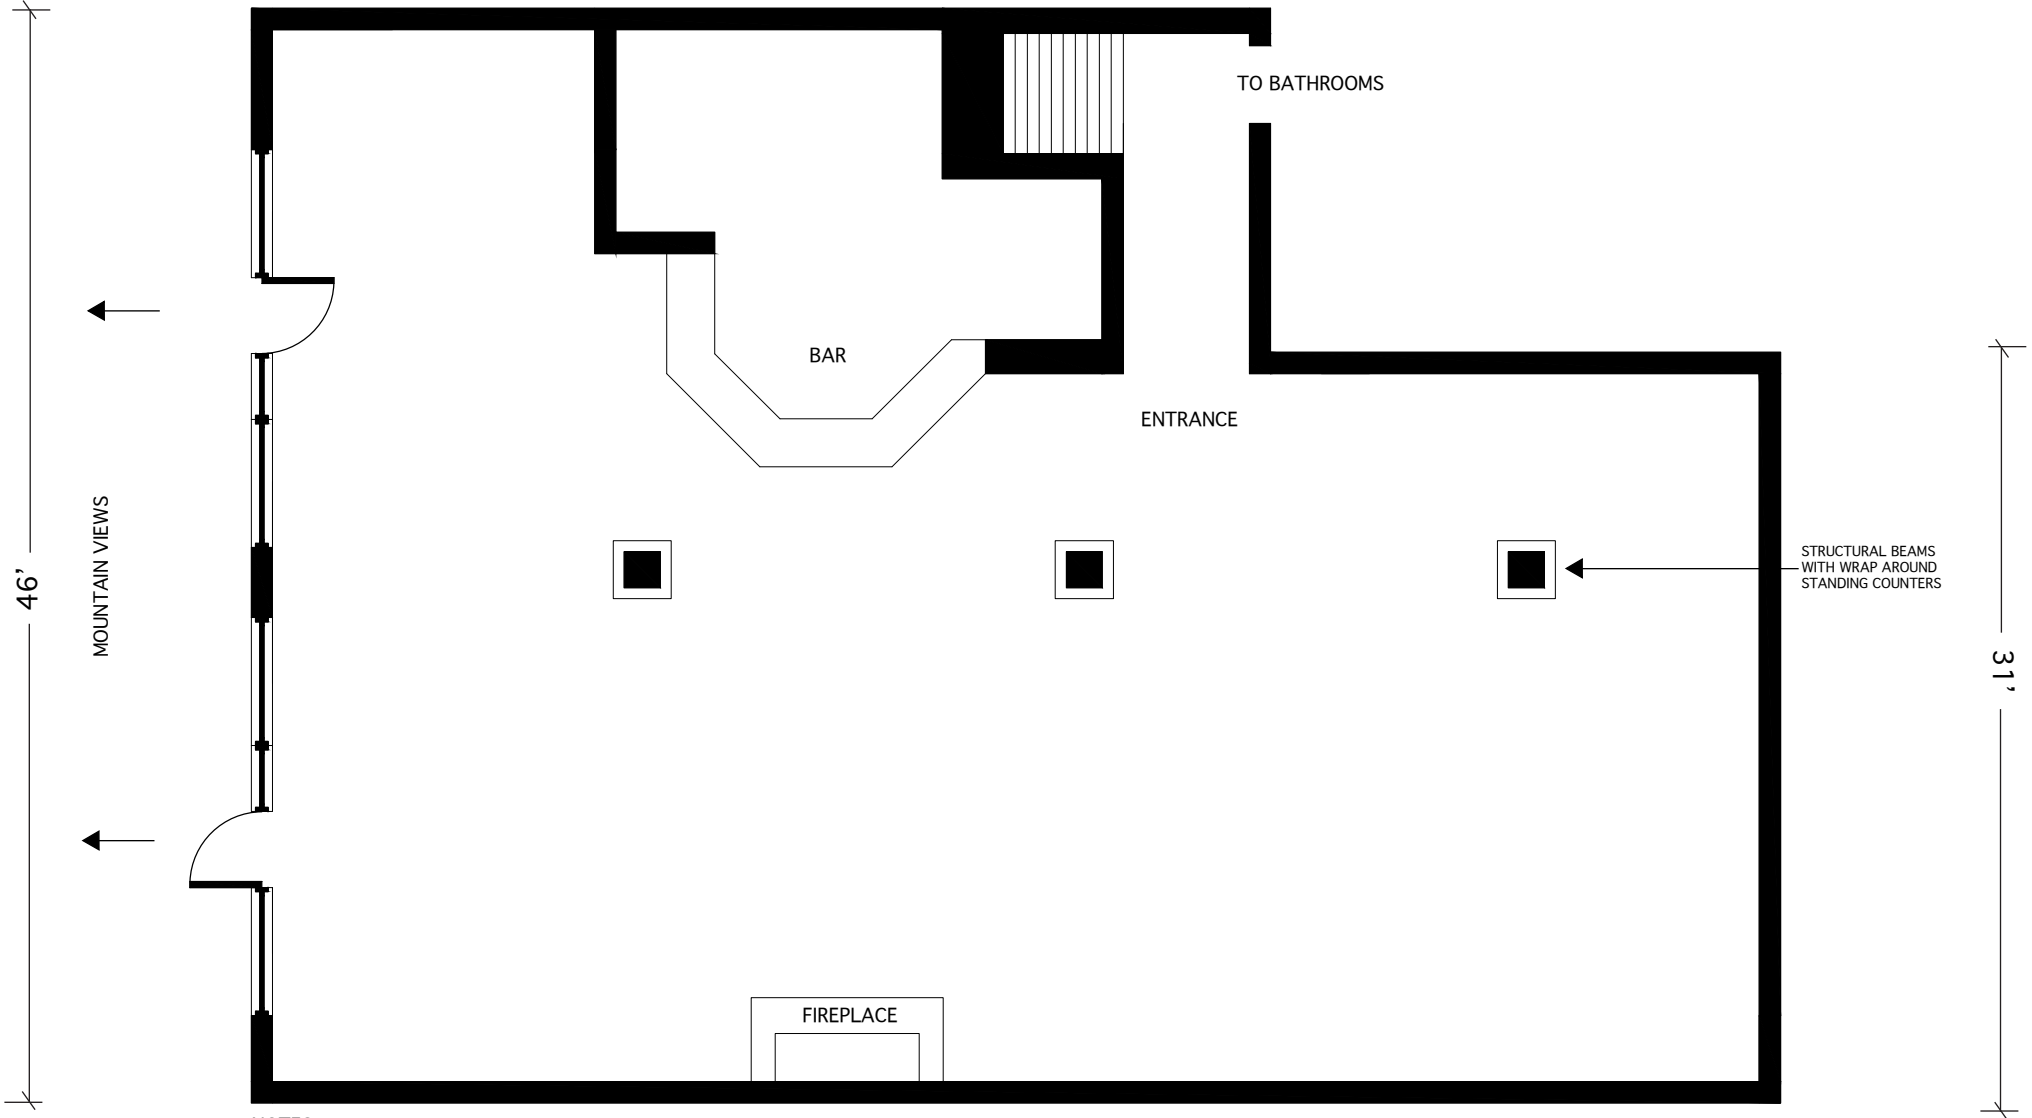 TO BATHROOMS
BAR
ENTRANCE
MOUNTAIN VIEWS
46’
STRUCTURAL BEAMS
WITH WRAP AROUND
STANDING COUNTERS
31’
FIREPLACE